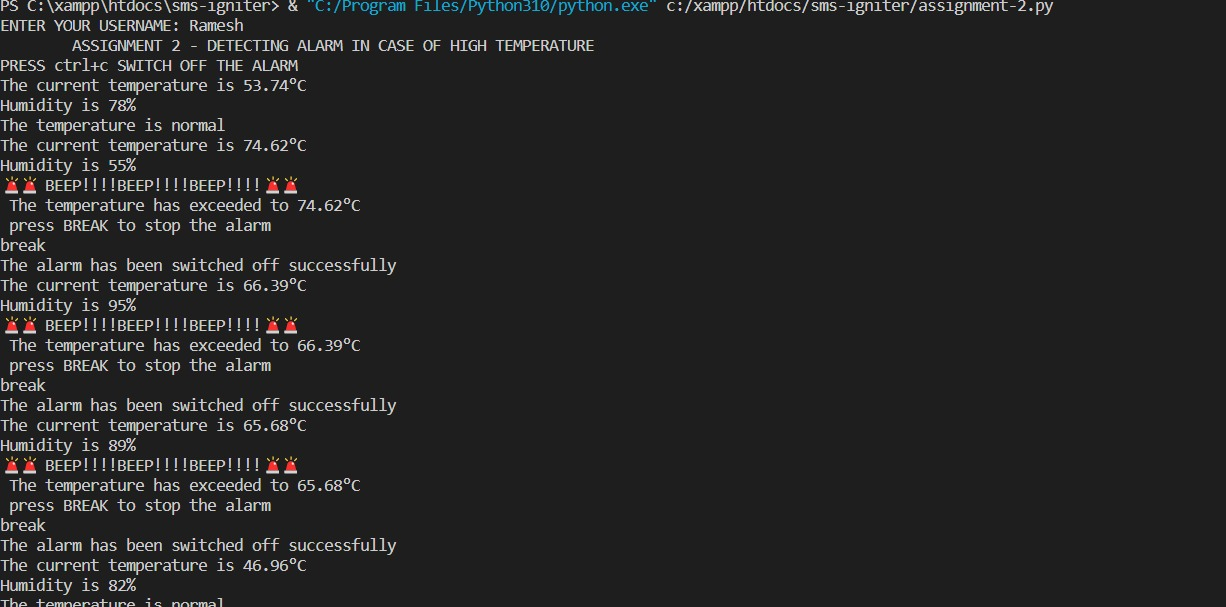 PS C:\xampp\htdocs\sms-igniter> & "C:/Program Files/Python310/python.exe" c:/xampp/htdocs/sms-igniter/assignment-2.py
ENTER YOUR USERNAME: Ramesh
        ASSIGNMENT 2 - DETECTING ALARM IN CASE OF HIGH TEMPERATURE
PRESS ctrl+c SWITCH OFF THE ALARM
The current temperature is 53.74°C
Humidity is 78%
The temperature is normal
The current temperature is 74.62°C
Humidity is 55%
🚨🚨 BEEP!!!!BEEP!!!!BEEP!!!!🚨🚨
 The temperature has exceeded to 74.62°C
 press BREAK to stop the alarm
break
The alarm has been switched off successfully
The current temperature is 66.39°C
Humidity is 95%
🚨🚨 BEEP!!!!BEEP!!!!BEEP!!!!🚨🚨
 The temperature has exceeded to 66.39°C
 press BREAK to stop the alarm
break
The alarm has been switched off successfully
The current temperature is 65.68°C
Humidity is 89%
🚨🚨 BEEP!!!!BEEP!!!!BEEP!!!!🚨🚨
 The temperature has exceeded to 65.68°C
 press BREAK to stop the alarm
break
The alarm has been switched off successfully
The current temperature is 46.96°C
Humidity is 82%
The temperature is normal